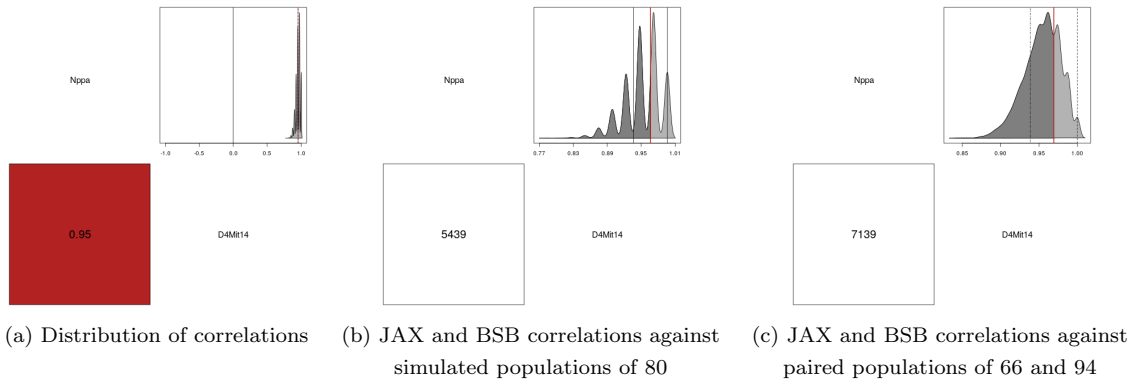 Nppa
-1.0 -0.5 0.0 0.5 1.0
0.95
D4Mit14
(a) Distribution of correlations
Nppa
0.77 0.83 0.89 0.95 1.01
5439
D4Mit14
(b) JAX and BSB correlations against
simulated populations of 80
Nppa
0.85 0.90 0.95 1.00
7139
D4Mit14
(c) JAX and BSB correlations against
paired populations of 66 and 94